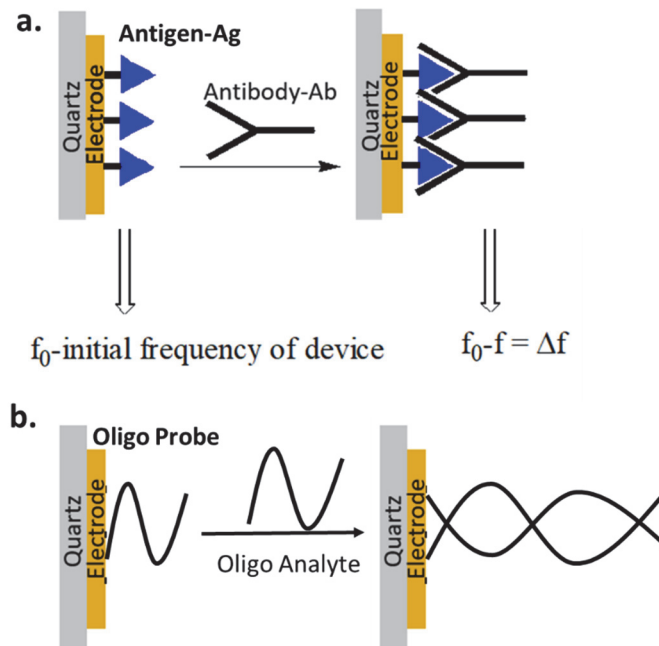 a.
Antigen-Ag
Quartz
Electrode
Antibody-Ab
Quartz
Electrode
f₀-initial frequency of device
f₀-f = Δf
b.
Oligo Probe
Quartz
Electrode
Oligo Analyte
Quartz
Electrode